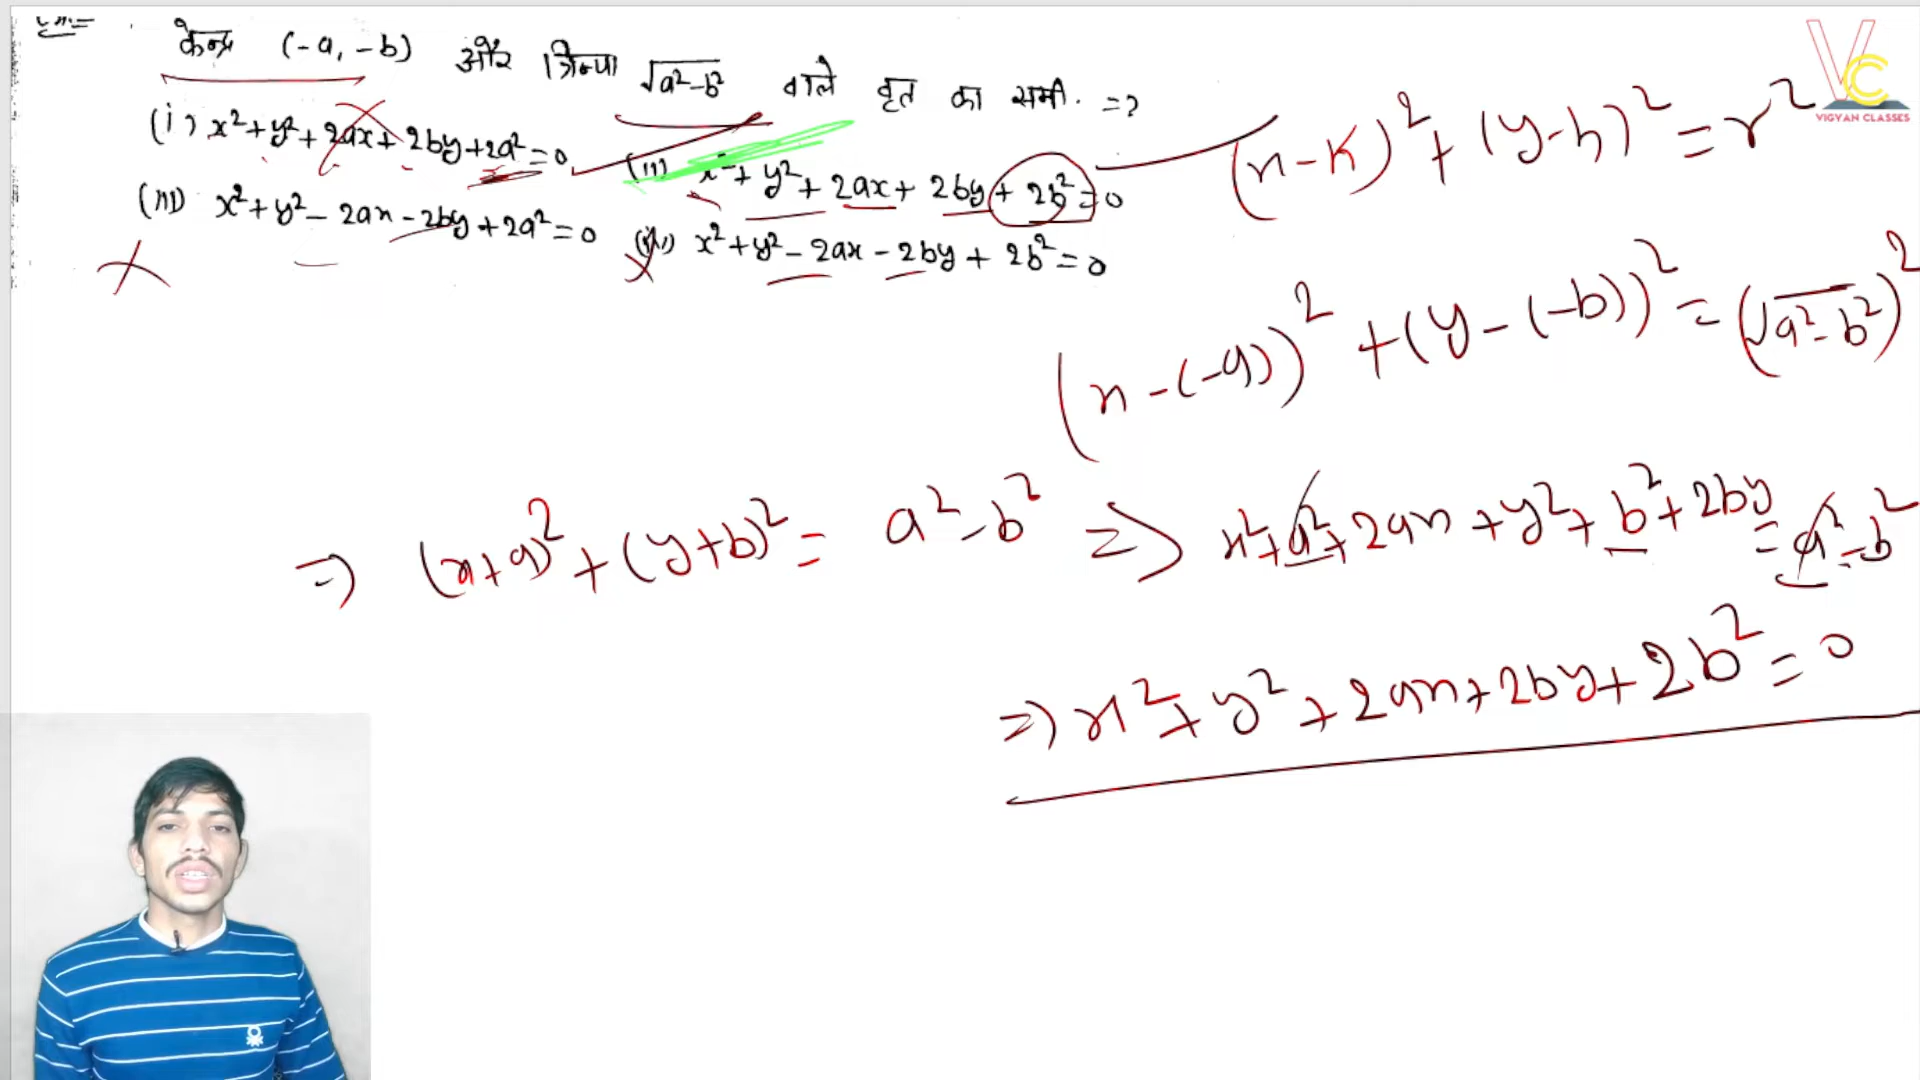 केन्द्र (-a, -b) और त्रिज्या √a²-b² वाले वृत का समी. = ?
(i) x²+y²+2ax+2by+2a²=0 (ii) x²+y²+2ax+2by+2b²=0
(iii) x²+y²-2ax-2by+2a²=0 (iv) x²+y²-2ax-2by+2b²=0
VIGYAN CLASSES
(x-k)²+(y-h)²=r²
(x-(-a))²+(y-(-b))²=(√a²-b²)²
⇒ (x+a)²+(y+b)²= a²-b² ⇒ x²+a²+2ax+y²+b²+2by=a²-b²
⇒ x²+y²+2ax+2by+2b²=0